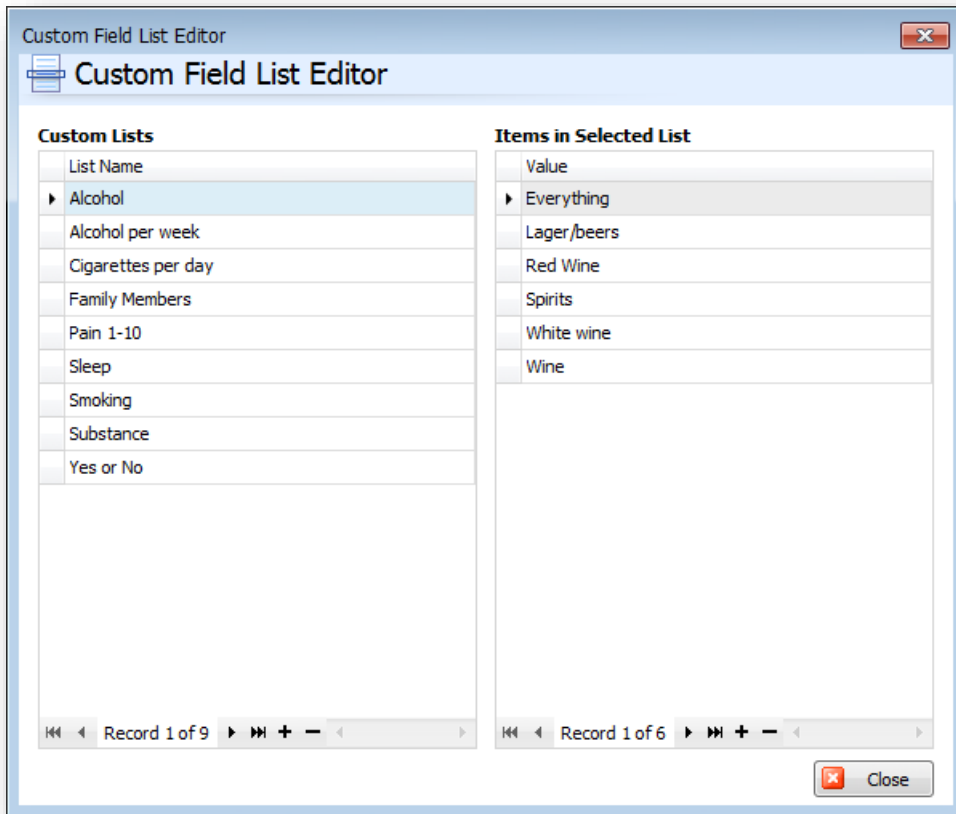 Custom Field List Editor
Custom Field List Editor
Custom Lists
List Name
Alcohol
Alcohol per week
Cigarettes per day
Family Members
Pain 1-10
Sleep
Smoking
Substance
Yes or No
Record 1 of 9
Items in Selected List
Value
Everything
Lager/beers
Red Wine
Spirits
White wine
Wine
Record 1 of 6
Close